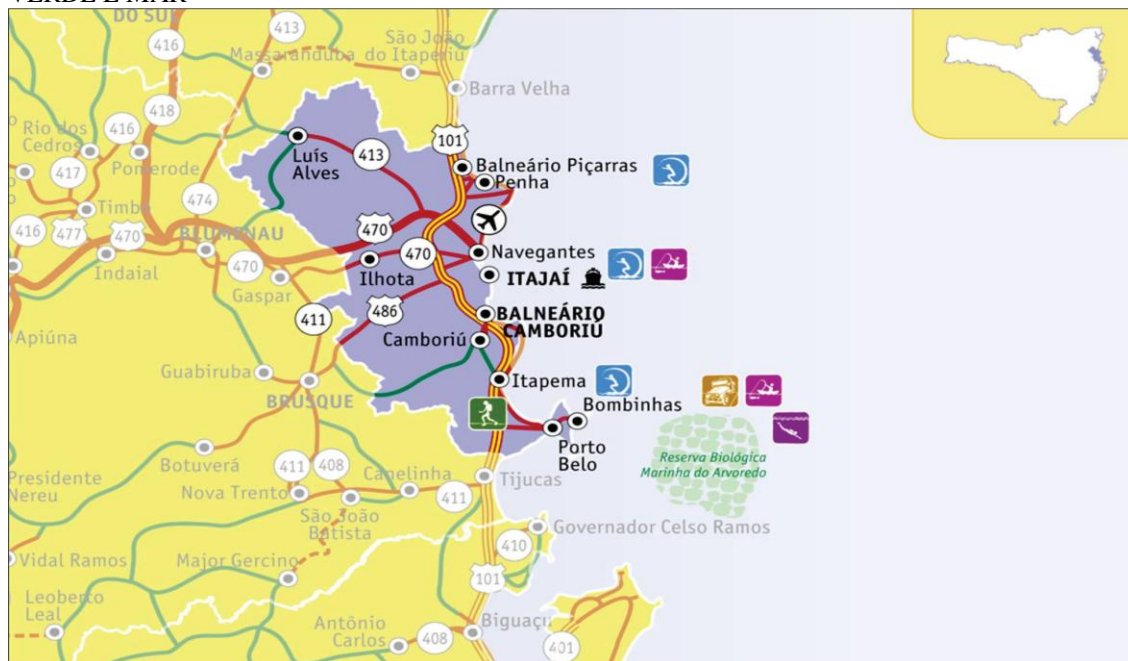 VERDE E MAR
DO SUL
413
416
Massaranduba
São João
do Itaperiu
Barra Velha
418
416
Rio dos
Cedros
Pomerode
417
Timbó
474
416
477
470
Indaial
BLUMENAU
470
Gaspar
Luís
Alves
413
101
Balneário Piçarras
Penha
470
470
Navegantes
Ilhota
ITAJAÍ
486
411
BALNEÁRIO
CAMBORIÚ
Camboriú
Apiúna
Guabiruba
BRUSQUE
Itapema
Bombinhas
Porto
Belo
Reserva Biológica
Marinha do Arvoredo
Botuverá
Presidente
Nereu
411
408
Canelinha
Nova Trento
411
Tijucas
São João
Batista
Governador Celso Ramos
410
Vidal Ramos
Major Gercino
101
Leoberto
Leal
Antônio
Carlos
408
Biguaçu
401